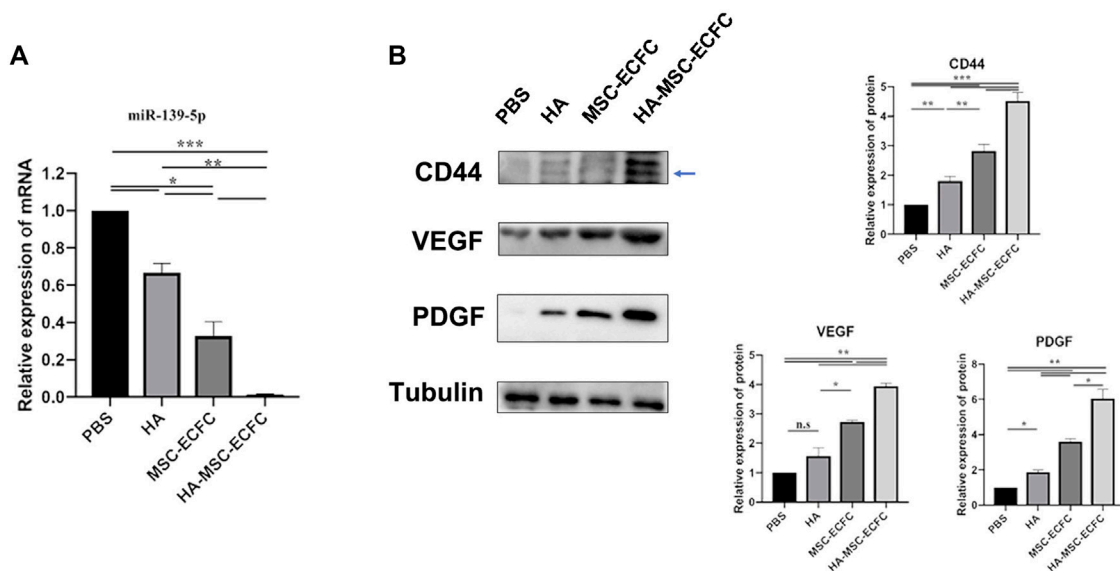 A
miR-139-5p
***
**
*
Relative expression of mRNA
1.2
1.0
0.8
0.6
0.4
0.2
0.0
PBS
HA
MSC-ECFC
HA-MSC-ECFC
B
PBS
HA
MSC-ECFC
HA-MSC-ECFC
CD44
VEGF
PDGF
Tubulin
CD44
***
** **
Relative expression of protein
5
4
3
2
1
0
PBS
HA
MSC-ECFC
HA-MSC-ECFC
VEGF
**
*
n.s
Relative expression of protein
5
4
3
2
1
0
PBS
HA
MSC-ECFC
HA-MSC-ECFC
PDGF
**
*
*
Relative expression of protein
8
6
4
2
0
PBS
HA
MSC-ECFC
HA-MSC-ECFC